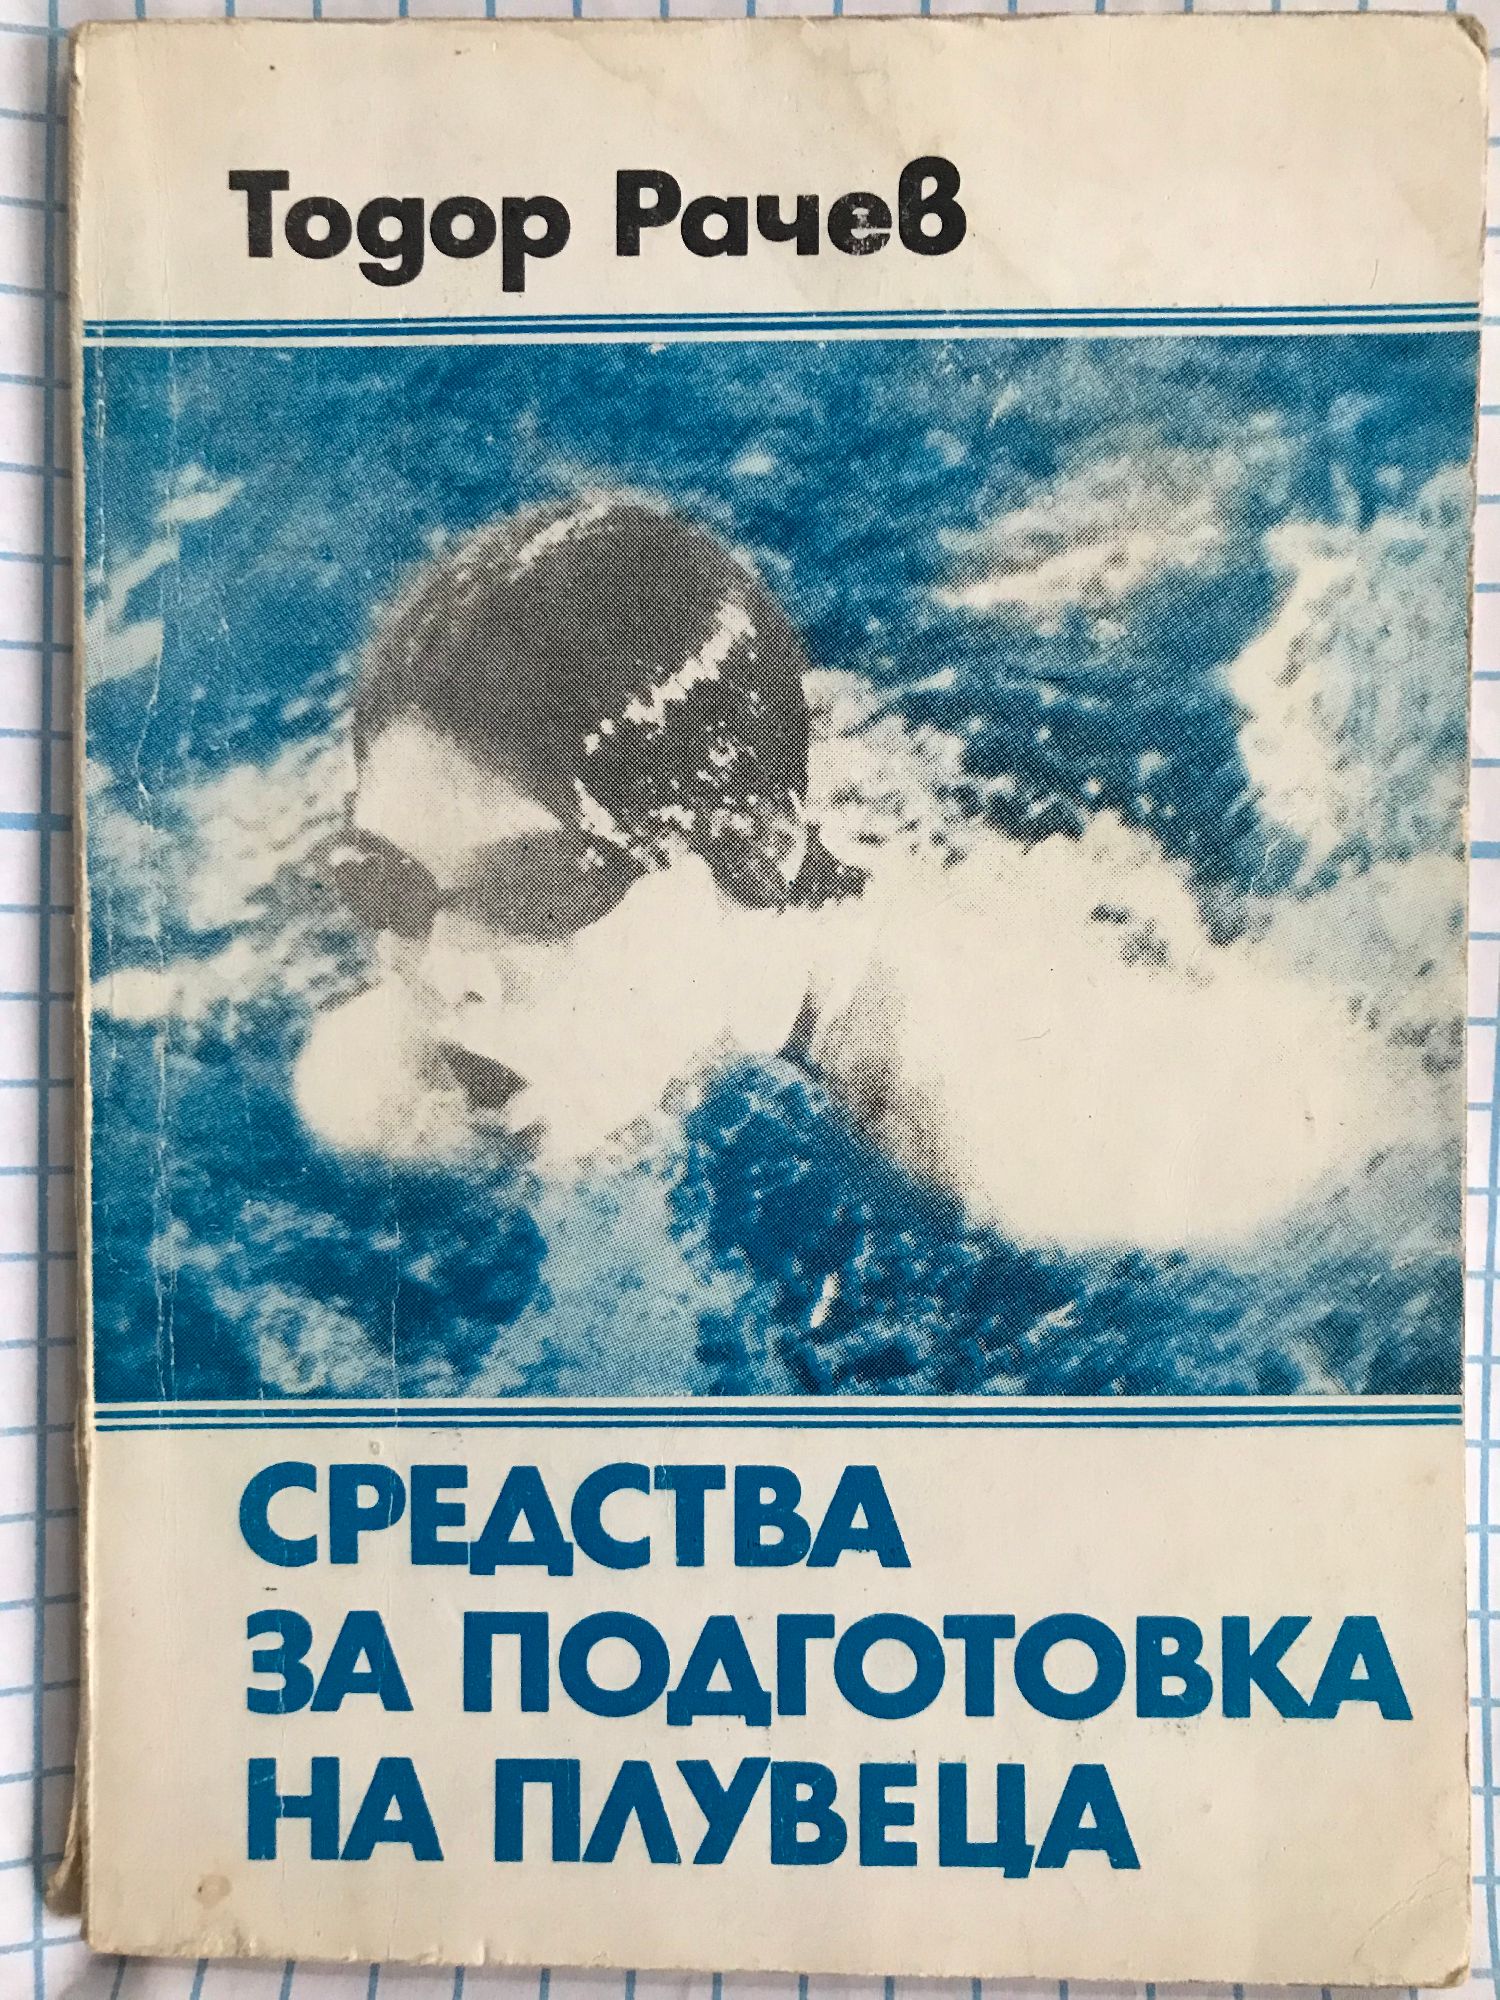 Тодор Рачев
СРЕДСТВА
ЗА ПОДГОТОВКА
НА ПЛУВЕЦА